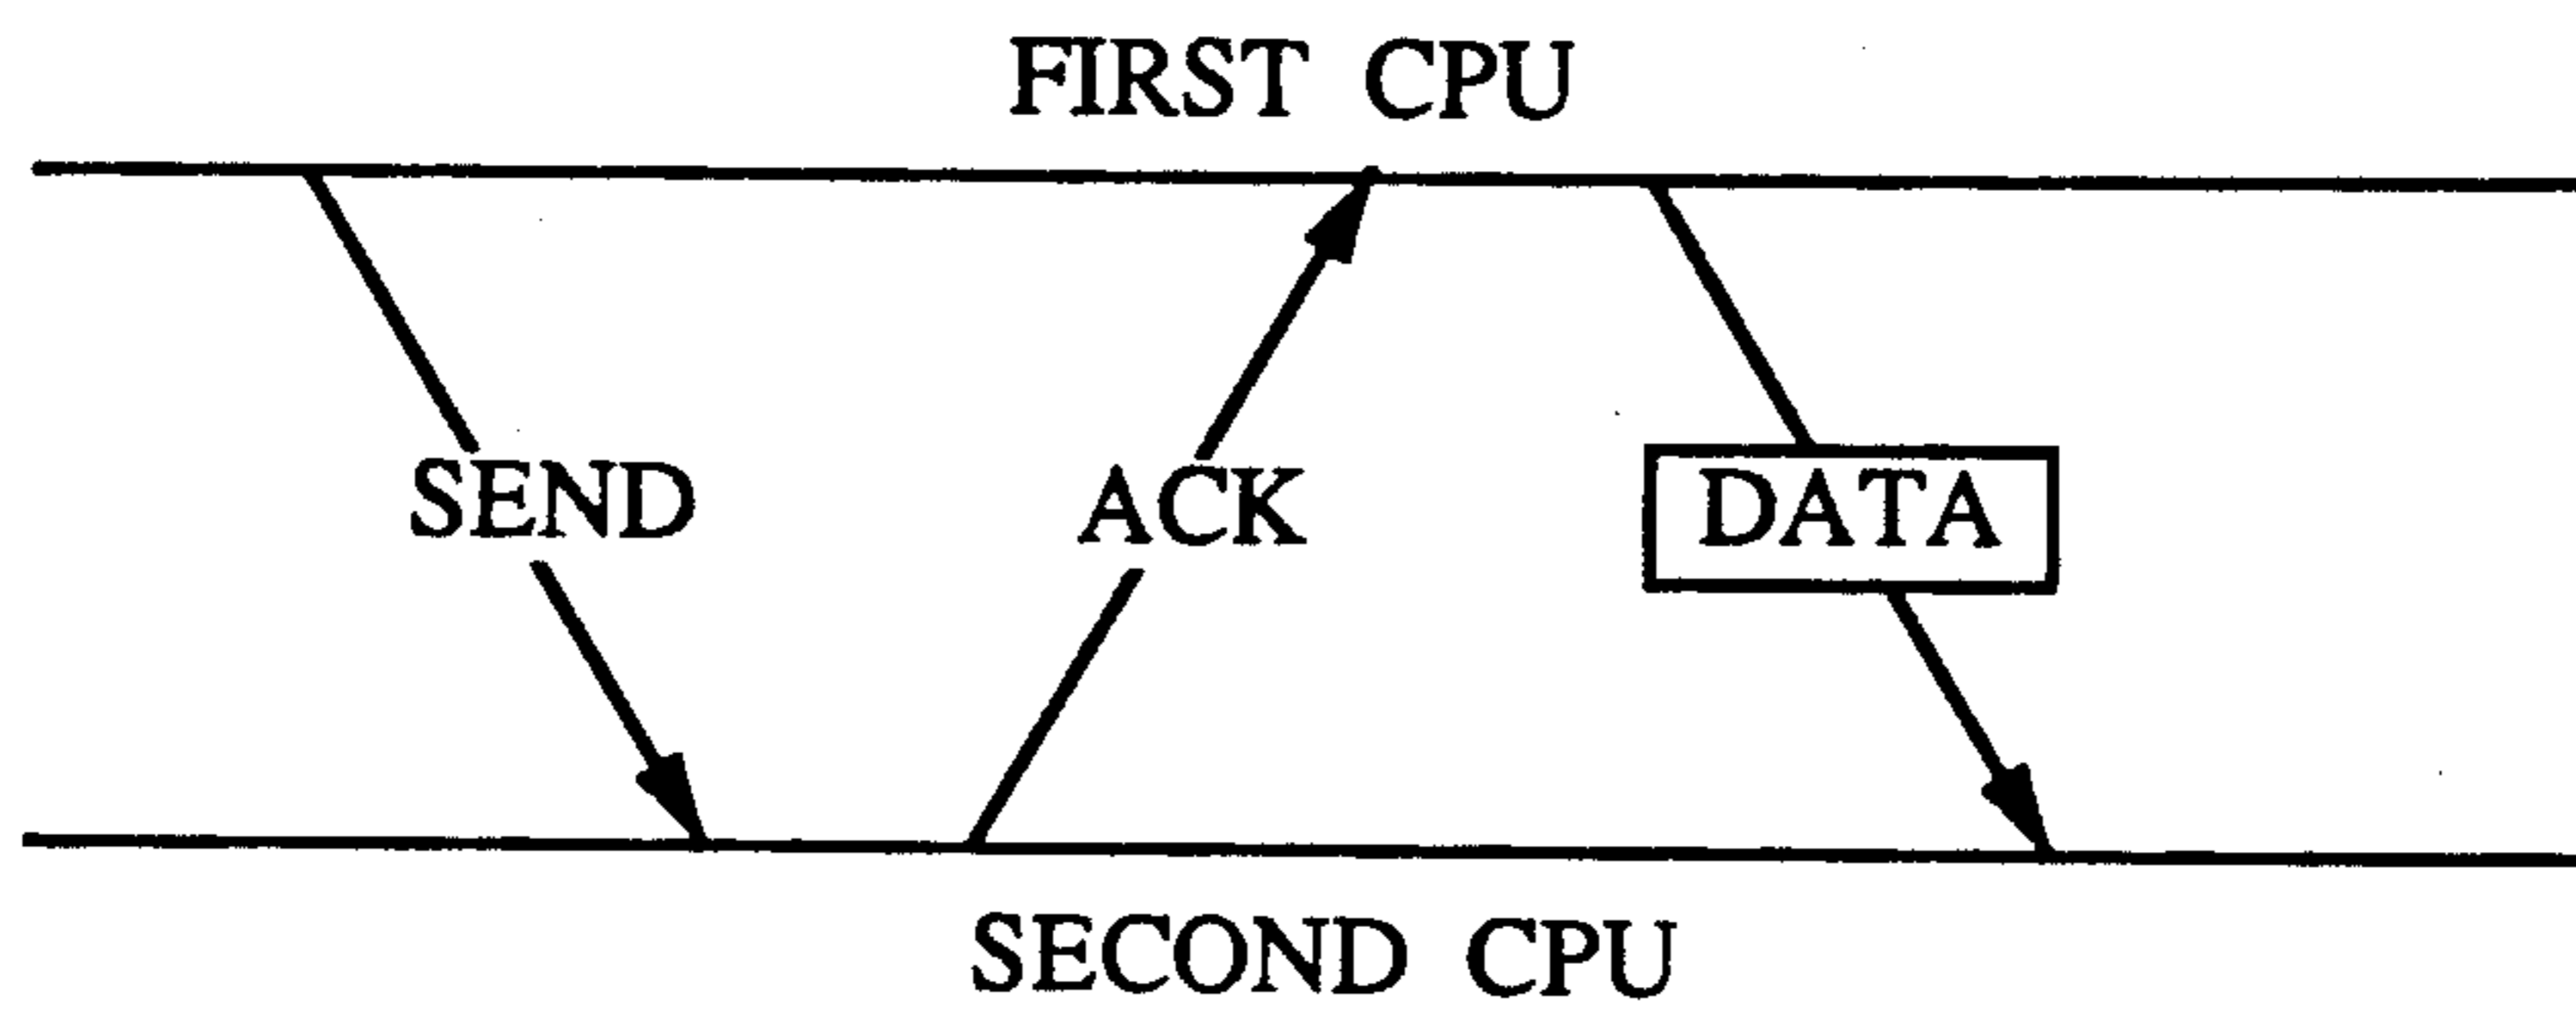 FIRST CPU
SEND
ACK
DATA
SECOND CPU